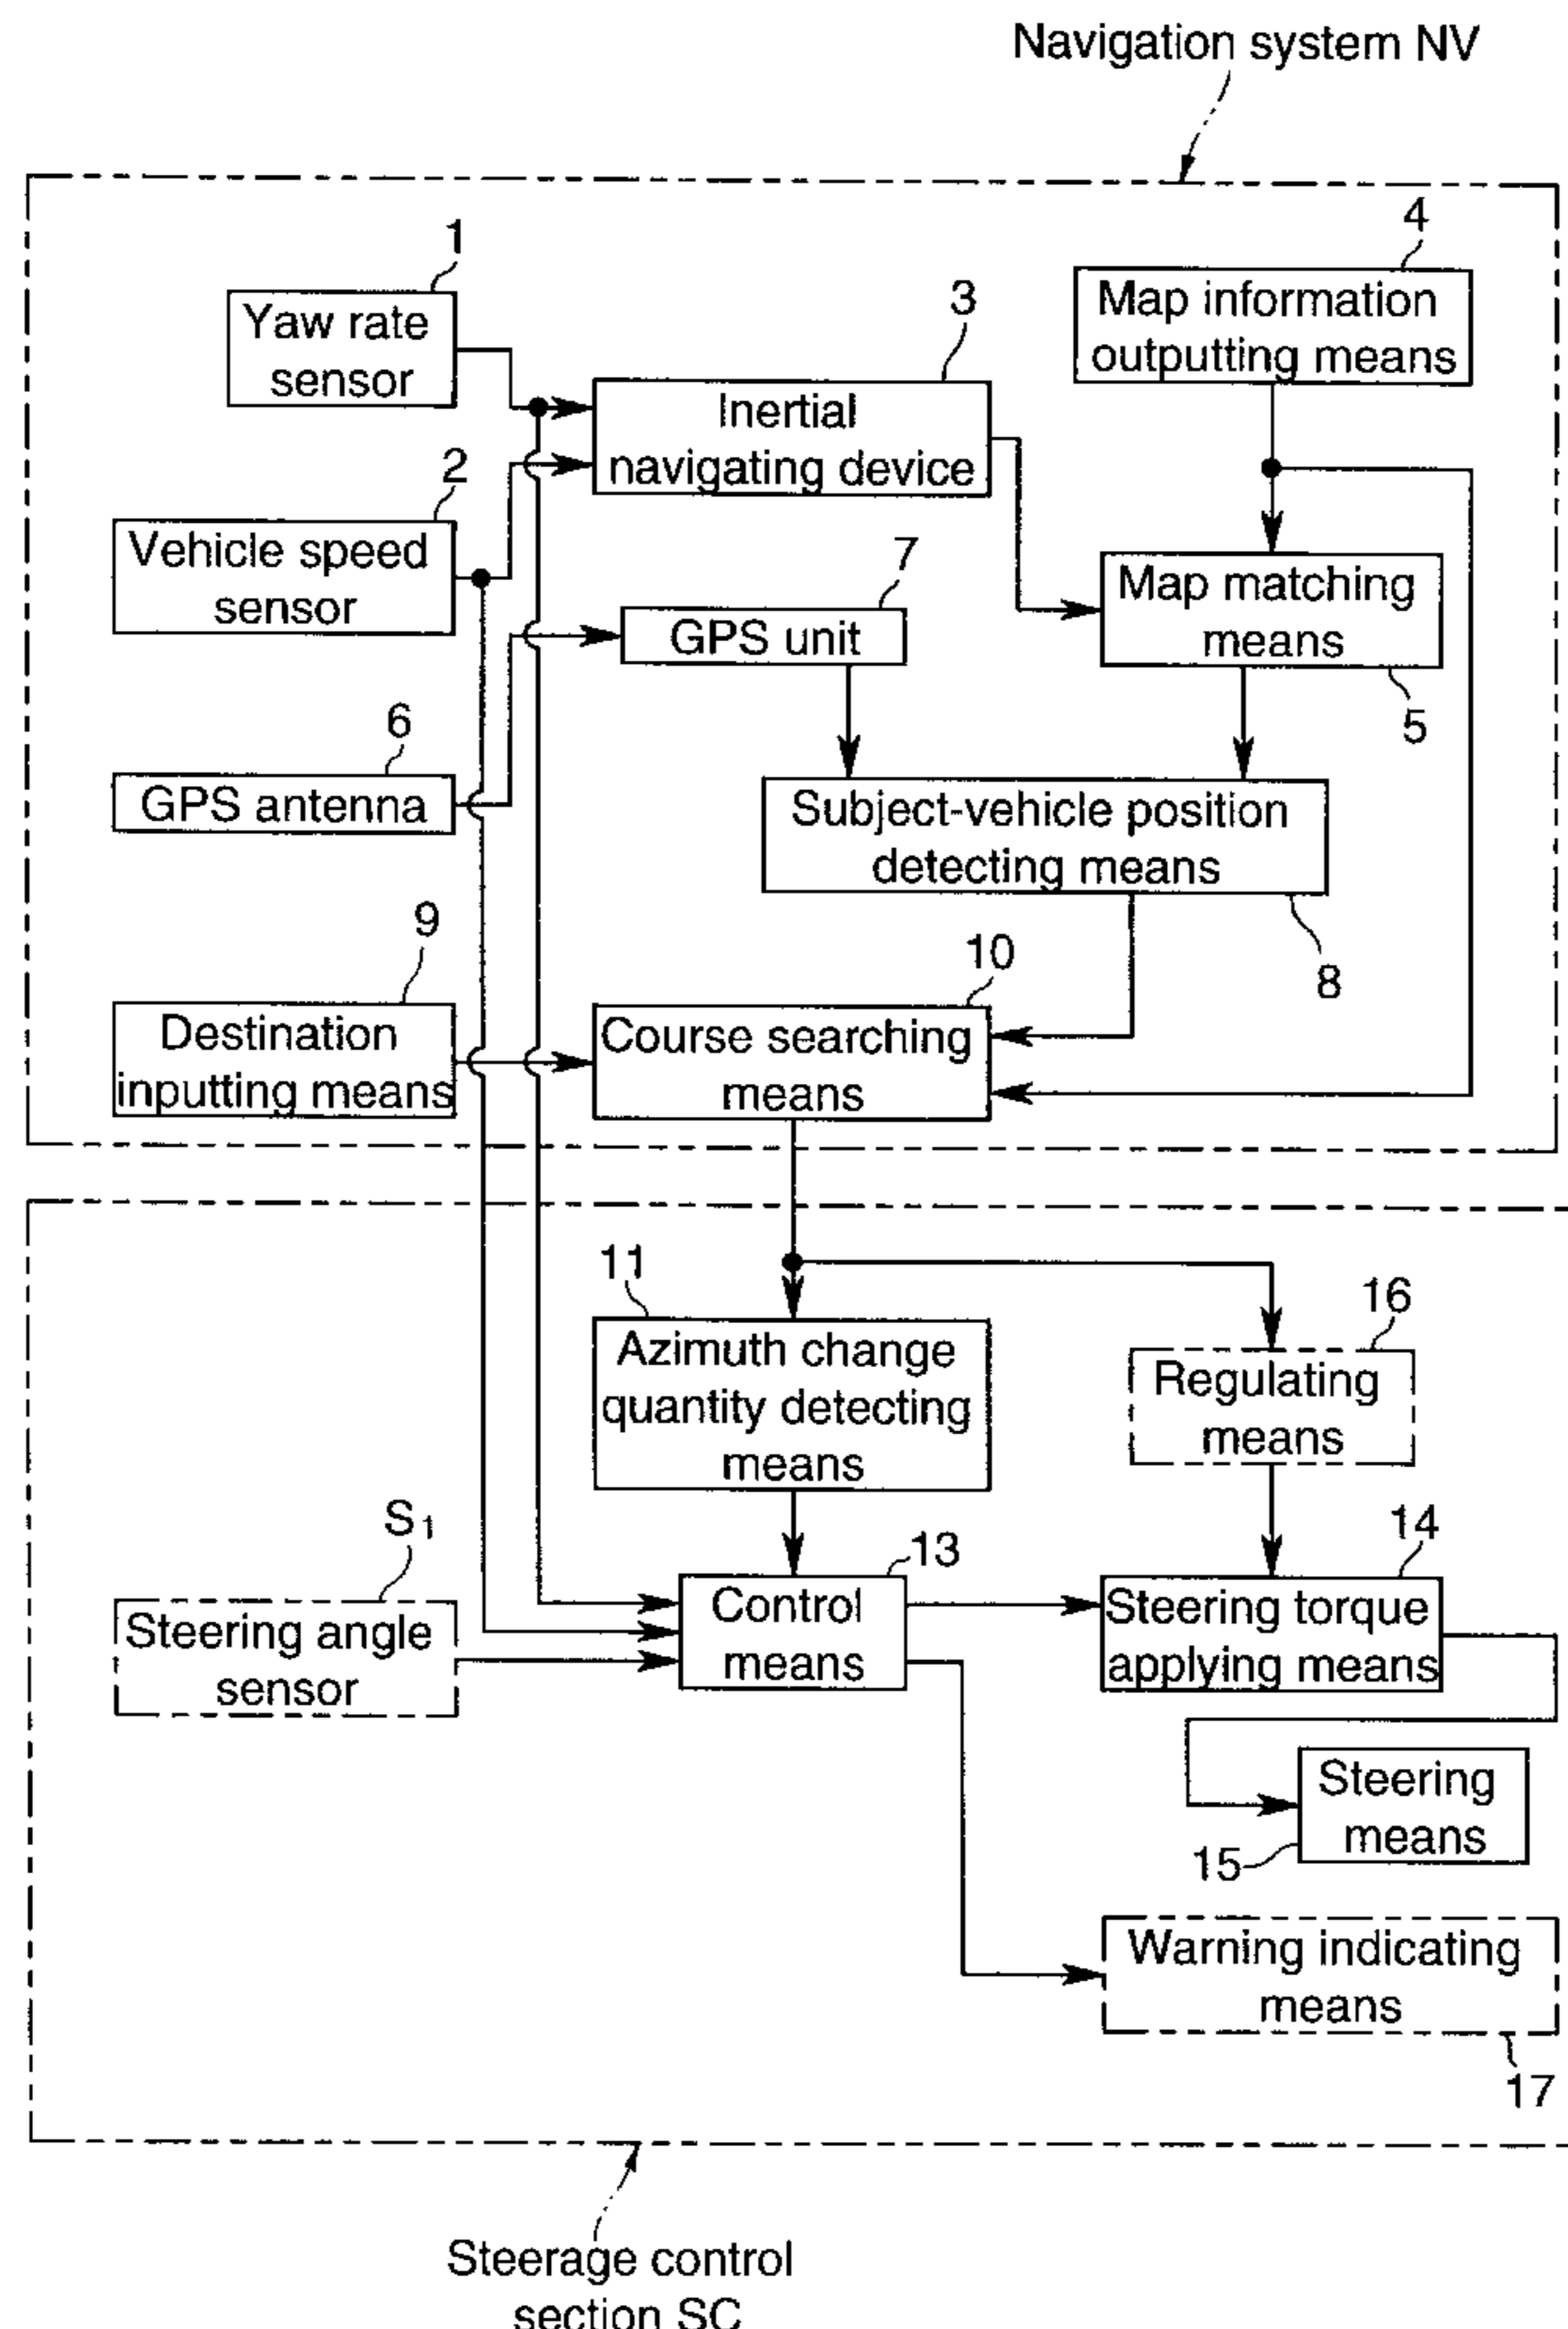 Navigation system NV
4
1
3
Map information
outputting means
Yaw rate
sensor
Inertial
navigating device
2
7
Vehicle speed
sensor
Map matching
means
GPS unit
5
6
GPS antenna
Subject-vehicle position
detecting means
9
10
8
Destination
inputting means
Course searching
means
11
16
Azimuth change
quantity detecting
means
Regulating
means
S1
13
14
Steering angle
sensor
Control
means
Steering torque
applying means
Steering
means
15
Warning indicating
means
17
Steerage control
section SC